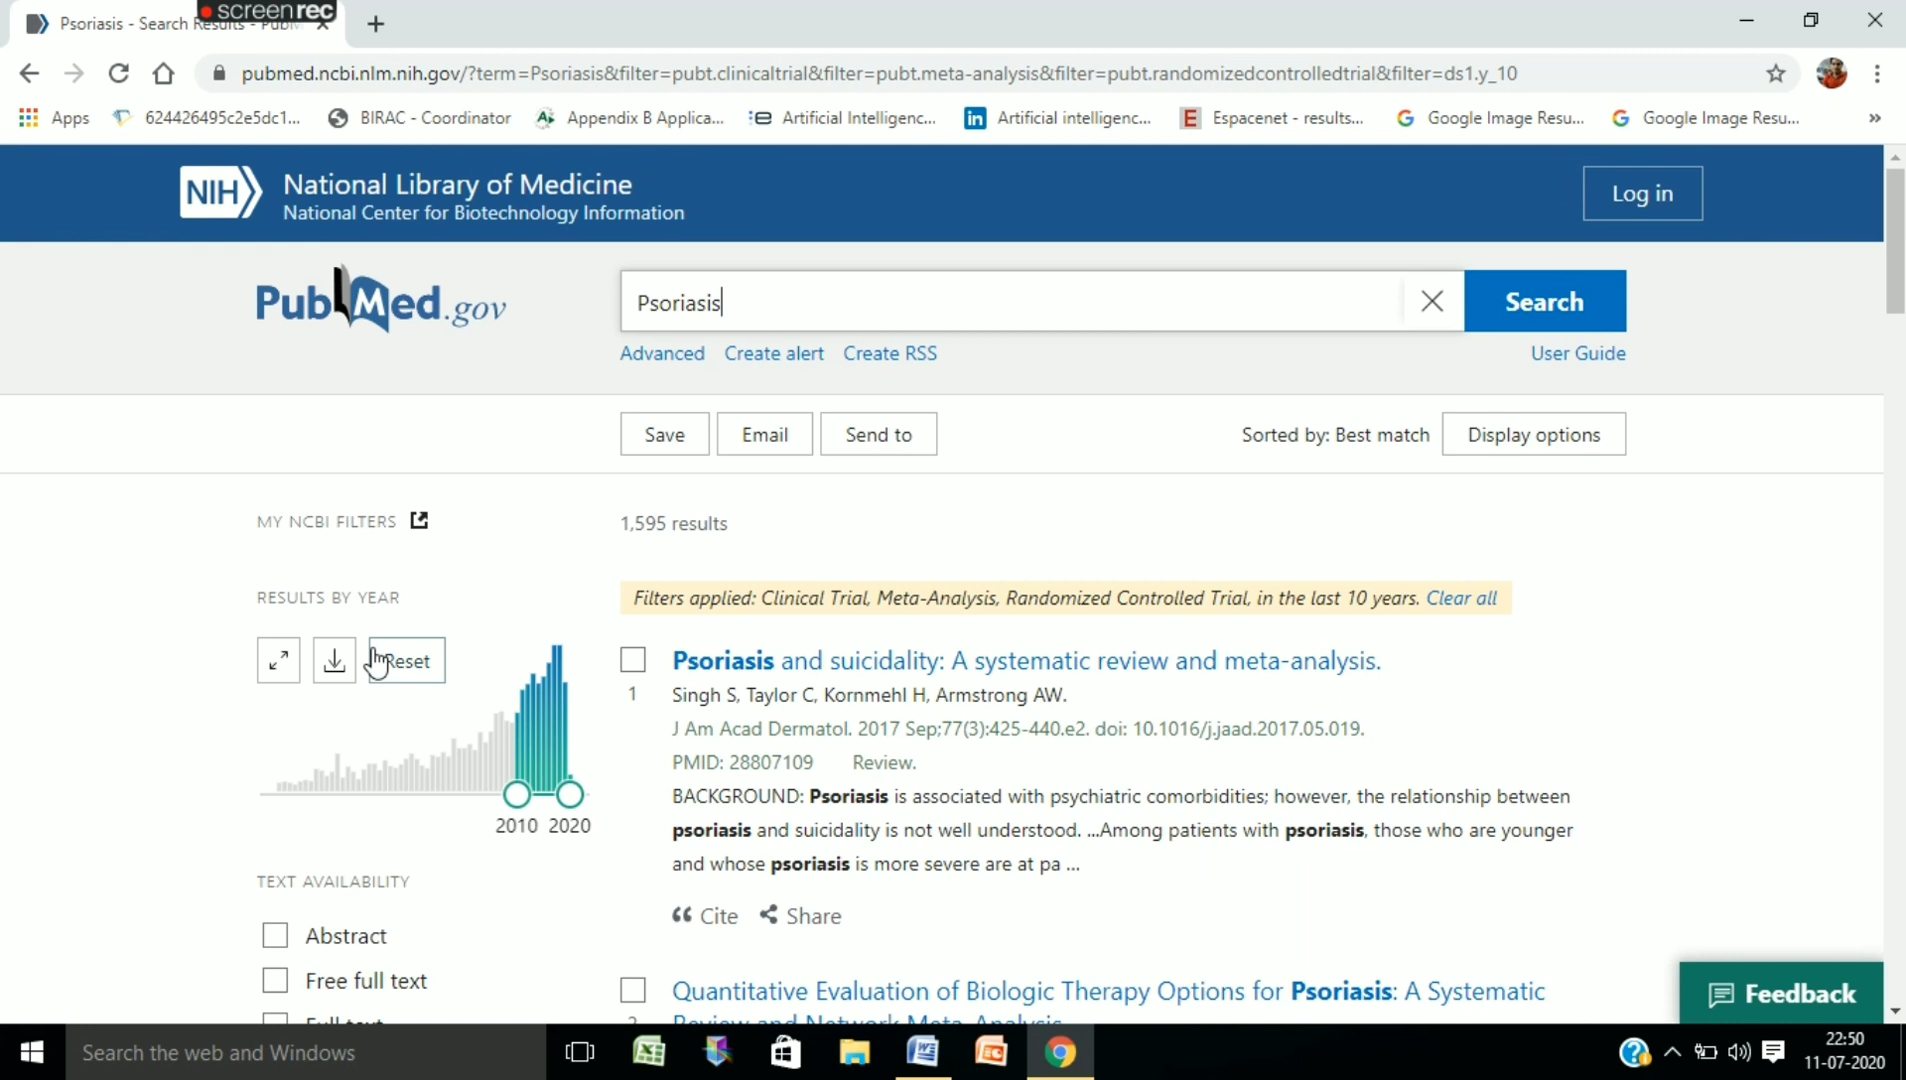 screenrec
Psoriasis - Search Results - PubM
pubmed.ncbi.nlm.nih.gov/?term=Psoriasis&filter=pubt.clinicaltrial&filter=pubt.meta-analysis&filter=pubt.randomizedcontrolledtrial&filter=ds1.y_10
Apps 624426495c2e5dc1... BIRAC - Coordinator Appendix B Applica... Artificial Intelligenc... Artificial intelligenc... Espacenet - results... Google Image Resu... Google Image Resu... »
NIH National Library of Medicine
National Center for Biotechnology Information
Log in
PubMed.gov
Psoriasis
Search
Advanced Create alert Create RSS User Guide
Save Email Send to Sorted by: Best match Display options
MY NCBI FILTERS
1,595 results
RESULTS BY YEAR
Filters applied: Clinical Trial, Meta-Analysis, Randomized Controlled Trial, in the last 10 years. Clear all
Reset
2010 2020
Psoriasis and suicidality: A systematic review and meta-analysis.
1 Singh S, Taylor C, Kornmehl H, Armstrong AW.
J Am Acad Dermatol. 2017 Sep;77(3):425-440.e2. doi: 10.1016/j.jaad.2017.05.019.
PMID: 28807109 Review.
BACKGROUND: Psoriasis is associated with psychiatric comorbidities; however, the relationship between
psoriasis and suicidality is not well understood. ...Among patients with psoriasis, those who are younger
and whose psoriasis is more severe are at pa ...
Cite Share
TEXT AVAILABILITY
Abstract
Free full text
Full text
Quantitative Evaluation of Biologic Therapy Options for Psoriasis: A Systematic
2 Review and Network Meta-Analysis
Feedback
Search the web and Windows
22:50
11-07-2020